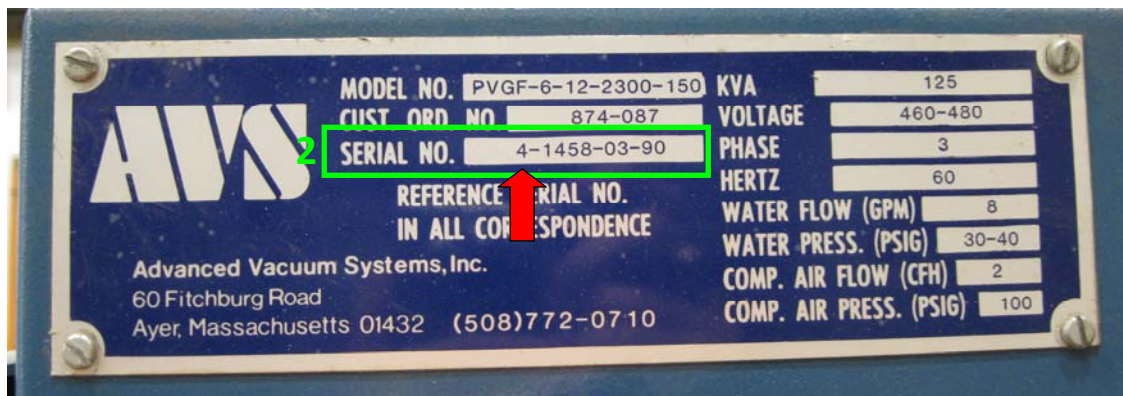 AVS
MODEL NO. PVGF-6-12-2300-150
CUST. ORD. NO. 874-087
2 SERIAL NO. 4-1458-03-90
REFERENCE SERIAL NO.
IN ALL CORRESPONDENCE
Advanced Vacuum Systems, Inc.
60 Fitchburg Road
Ayer, Massachusetts 01432 (508)772-0710
KVA 125
VOLTAGE 460-480
PHASE 3
HERTZ 60
WATER FLOW (GPM) 8
WATER PRESS. (PSIG) 30-40
COMP. AIR FLOW (CFH) 2
COMP. AIR PRESS. (PSIG) 100